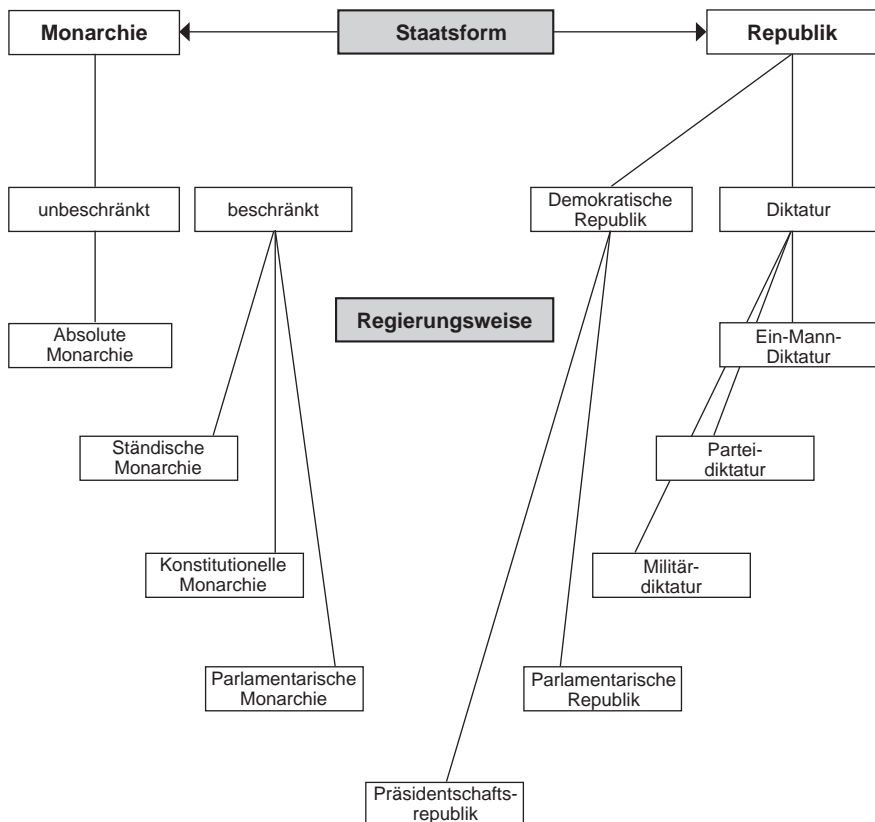 Monarchie
Staatsform
Republik
unbeschränkt
beschränkt
Demokratische
Republik
Diktatur
Regierungsweise
Absolute
Monarchie
Ein-Mann-
Diktatur
Ständische
Monarchie
Partei-
diktatur
Konstitutionelle
Monarchie
Militär-
diktatur
Parlamentarische
Monarchie
Parlamentarische
Republik
Präsidentschafts-
republik